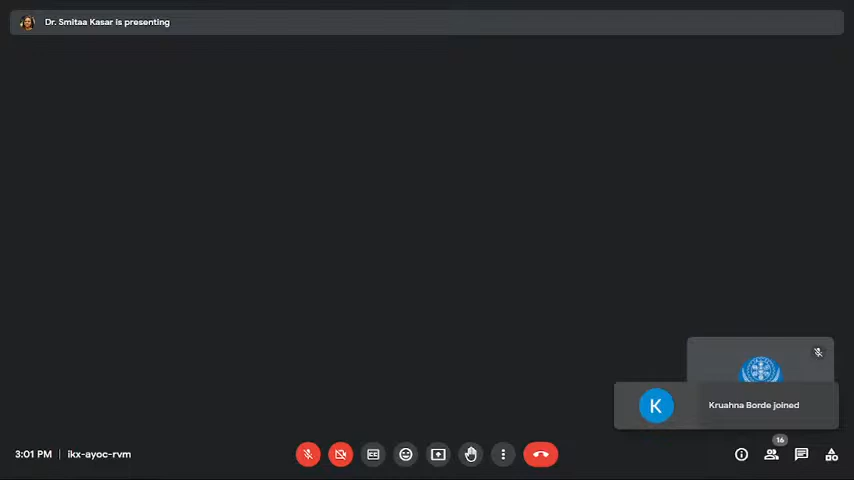 Dr. Smitaa Kasar is presenting
K
Kruahna Borde joined
16
3:01 PM | ikx-ayoc-rvm